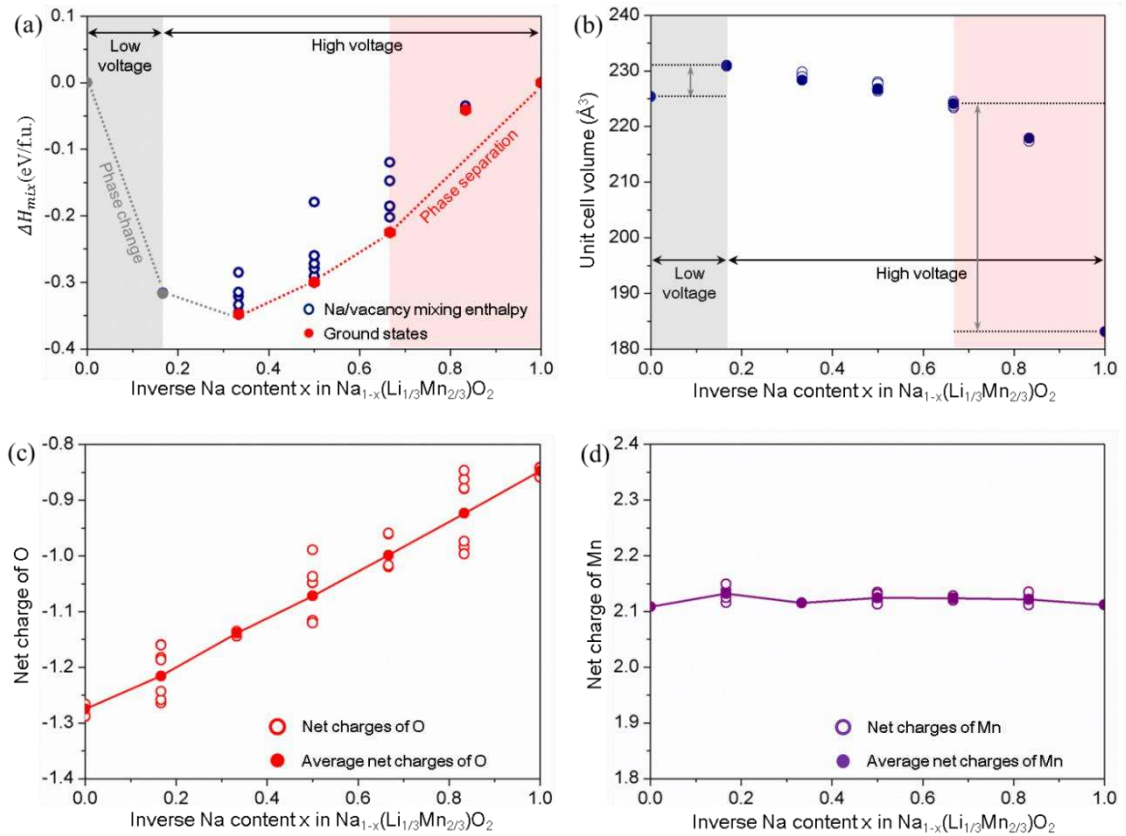 (a)
0.1
0.0
-0.1
-0.2
-0.3
-0.4
ΔH_mix(eV/f.u.)
Low
voltage
High voltage
Phase change
Phase separation
Na/vacancy mixing enthalpy
Ground states
0.0 0.2 0.4 0.6 0.8 1.0
Inverse Na content x in Na₁₋ₓ(Li₁/₃Mn₂/₃)O₂
(b)
240
230
220
210
200
190
180
Unit cell volume (Å³)
Low
voltage
High voltage
0.0 0.2 0.4 0.6 0.8 1.0
Inverse Na content x in Na₁₋ₓ(Li₁/₃Mn₂/₃)O₂
(c)
-0.8
-0.9
-1.0
-1.1
-1.2
-1.3
-1.4
Net charge of O
Net charges of O
Average net charges of O
0.0 0.2 0.4 0.6 0.8 1.0
Inverse Na content x in Na₁₋ₓ(Li₁/₃Mn₂/₃)O₂
(d)
2.4
2.3
2.2
2.1
2.0
1.9
1.8
Net charge of Mn
Net charges of Mn
Average net charges of Mn
0.0 0.2 0.4 0.6 0.8 1.0
Inverse Na content x in Na₁₋ₓ(Li₁/₃Mn₂/₃)O₂